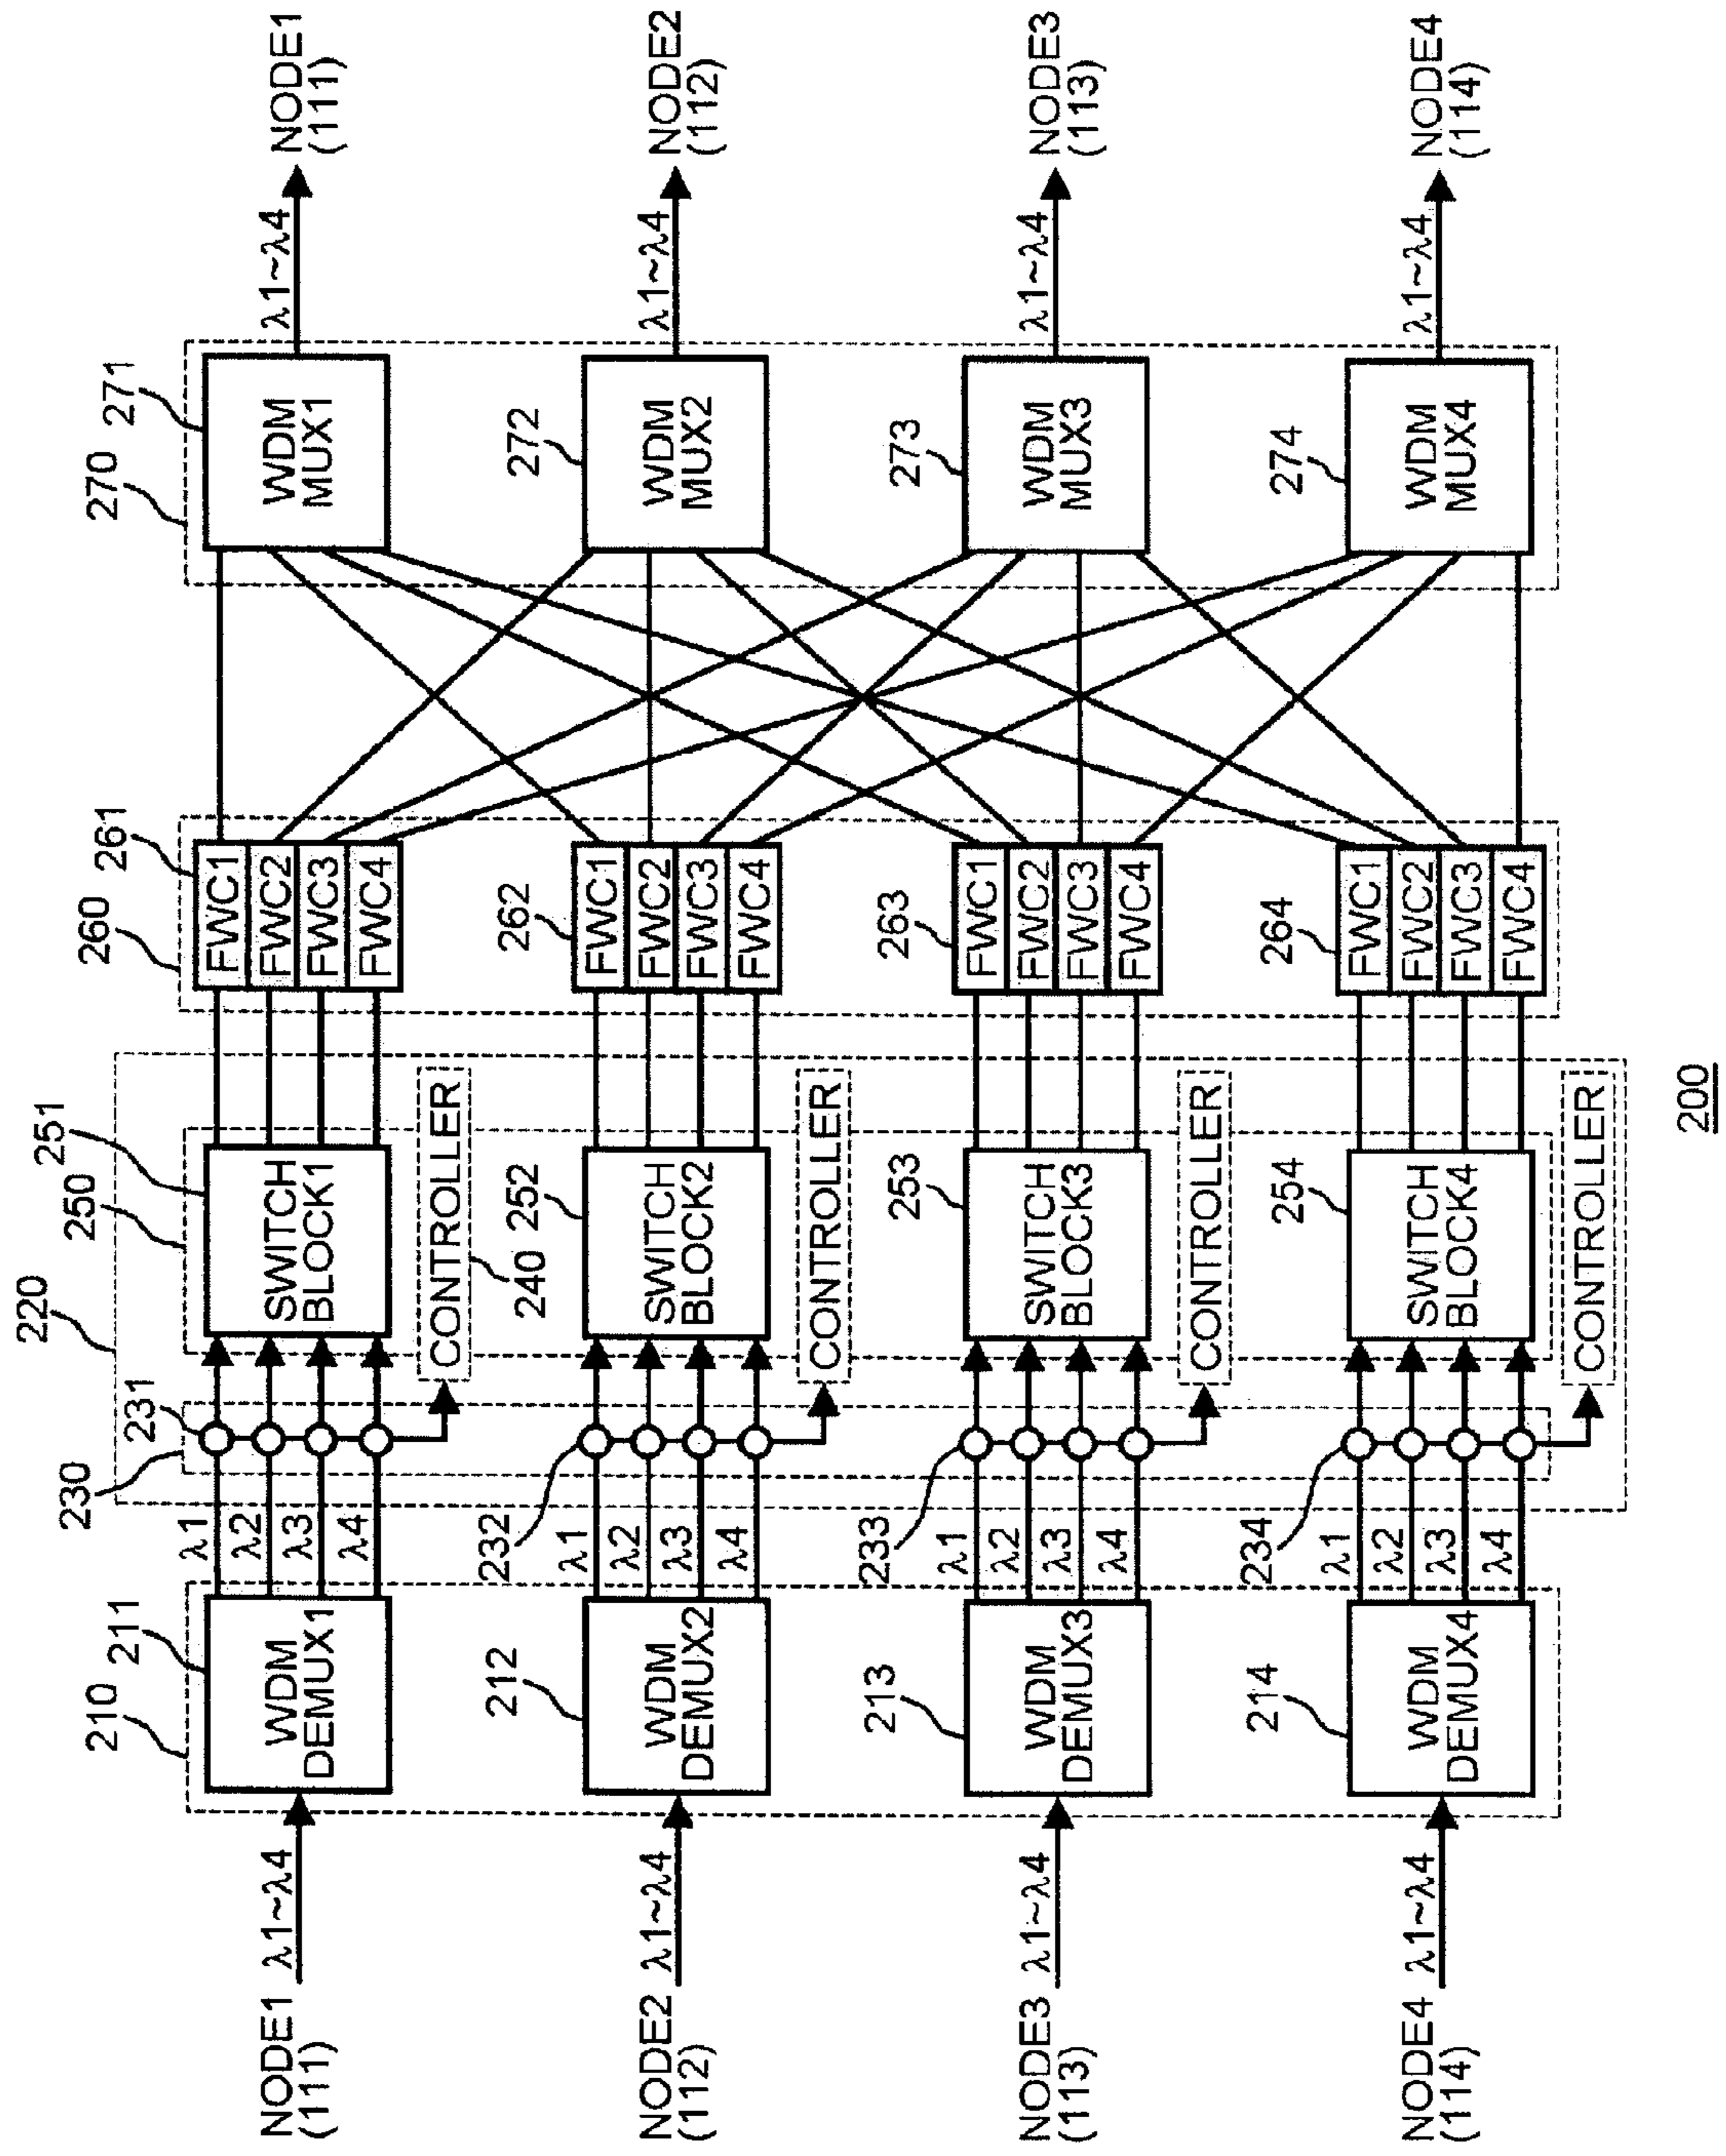 200
220
230
231
250
251
210
211
260
261
270
271
NODE1
(111)
λ1~λ4
WDM
DEMUX1
λ1
λ2
λ3
λ4
SWITCH
BLOCK1
CONTROLLER
240
FWC1
FWC2
FWC3
FWC4
WDM
MUX1
λ1~λ4
NODE1
(111)
NODE2
(112)
λ1~λ4
212
WDM
DEMUX2
232
λ1
λ2
λ3
λ4
252
SWITCH
BLOCK2
CONTROLLER
262
FWC1
FWC2
FWC3
FWC4
272
WDM
MUX2
λ1~λ4
NODE2
(112)
NODE3
(113)
λ1~λ4
213
WDM
DEMUX3
233
λ1
λ2
λ3
λ4
253
SWITCH
BLOCK3
CONTROLLER
263
FWC1
FWC2
FWC3
FWC4
273
WDM
MUX3
λ1~λ4
NODE3
(113)
NODE4
(114)
λ1~λ4
214
WDM
DEMUX4
234
λ1
λ2
λ3
λ4
254
SWITCH
BLOCK4
CONTROLLER
264
FWC1
FWC2
FWC3
FWC4
274
WDM
MUX4
λ1~λ4
NODE4
(114)